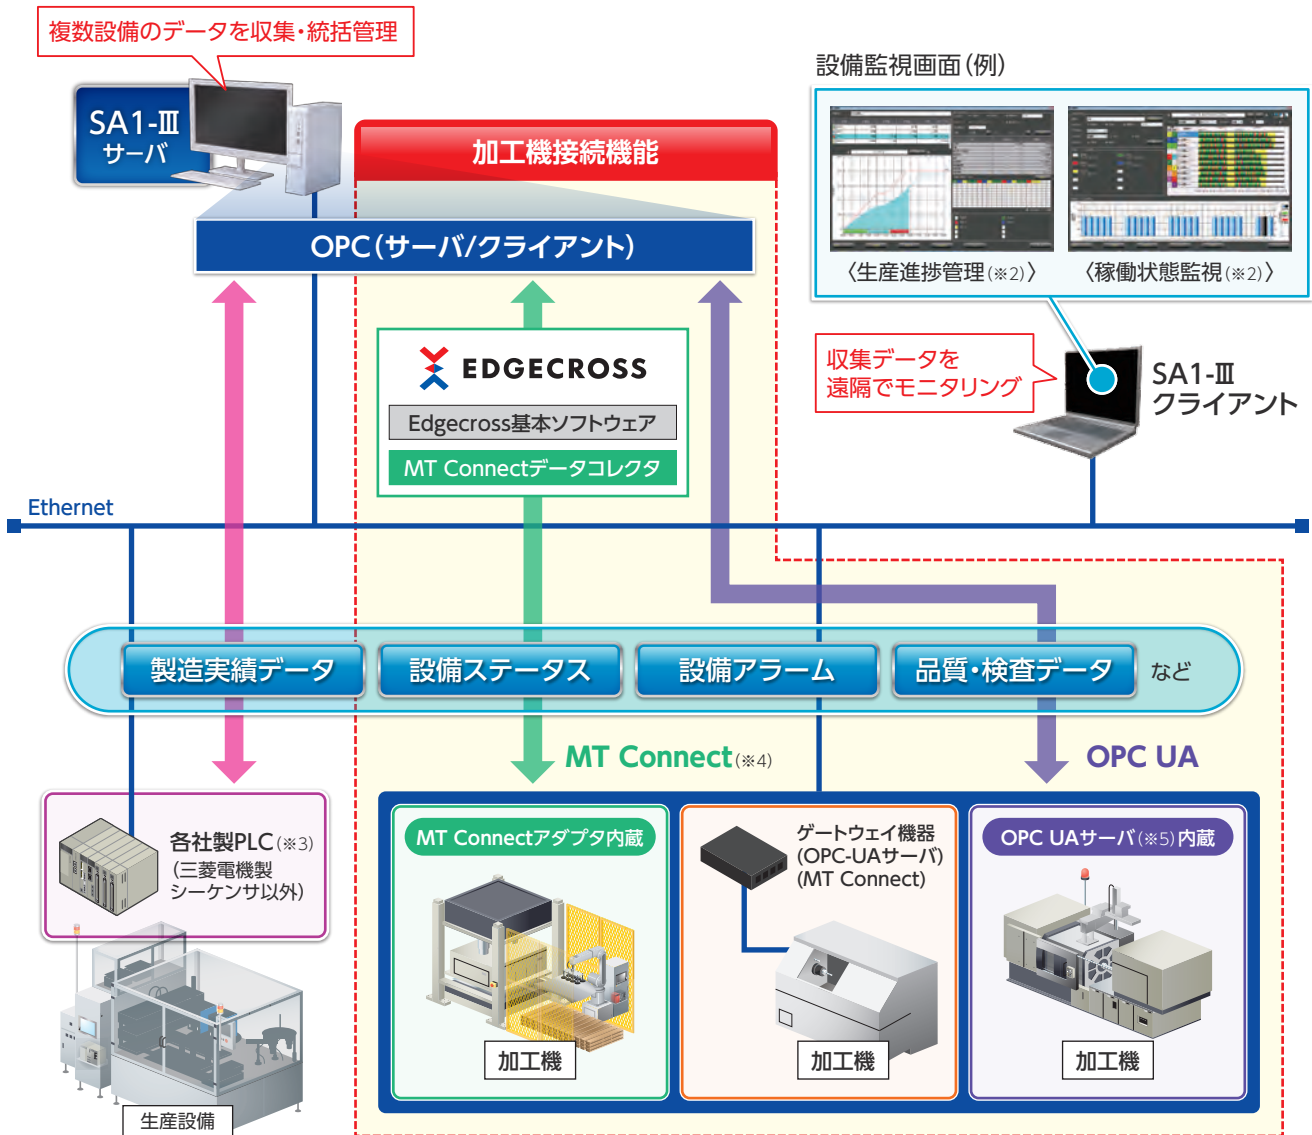 複数設備のデータを収集・統括管理
SA1-Ⅲ
サーバ
加工機接続機能
OPC(サーバ/クライアント)
設備監視画面(例)
〈生産進捗管理(※2)〉
〈稼働状態監視(※2)〉
収集データを
遠隔でモニタリング
SA1-Ⅲ
クライアント
EDGECROSS
Edgecross基本ソフトウェア
MT Connectデータコレクタ
Ethernet
製造実績データ
設備ステータス
設備アラーム
品質・検査データ
など
MT Connect(※4)
OPC UA
各社製PLC(※3)
(三菱電機製
シーケンサ以外)
生産設備
MT Connectアダプタ内蔵
加工機
ゲートウェイ機器
(OPC-UAサーバ)
(MT Connect)
加工機
OPC UAサーバ(※5)内蔵
加工機